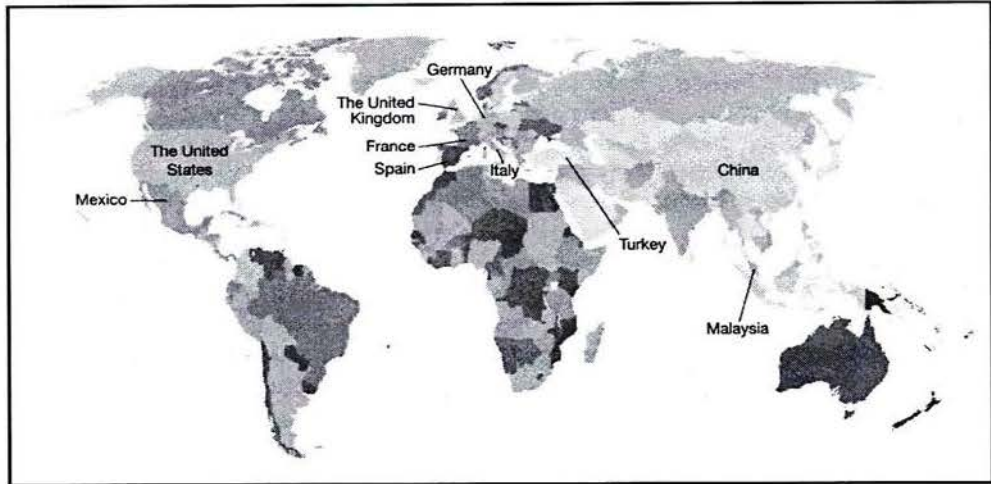 Germany
The United
Kingdom
France
Spain
Italy
The United
States
Mexico
China
Turkey
Malaysia